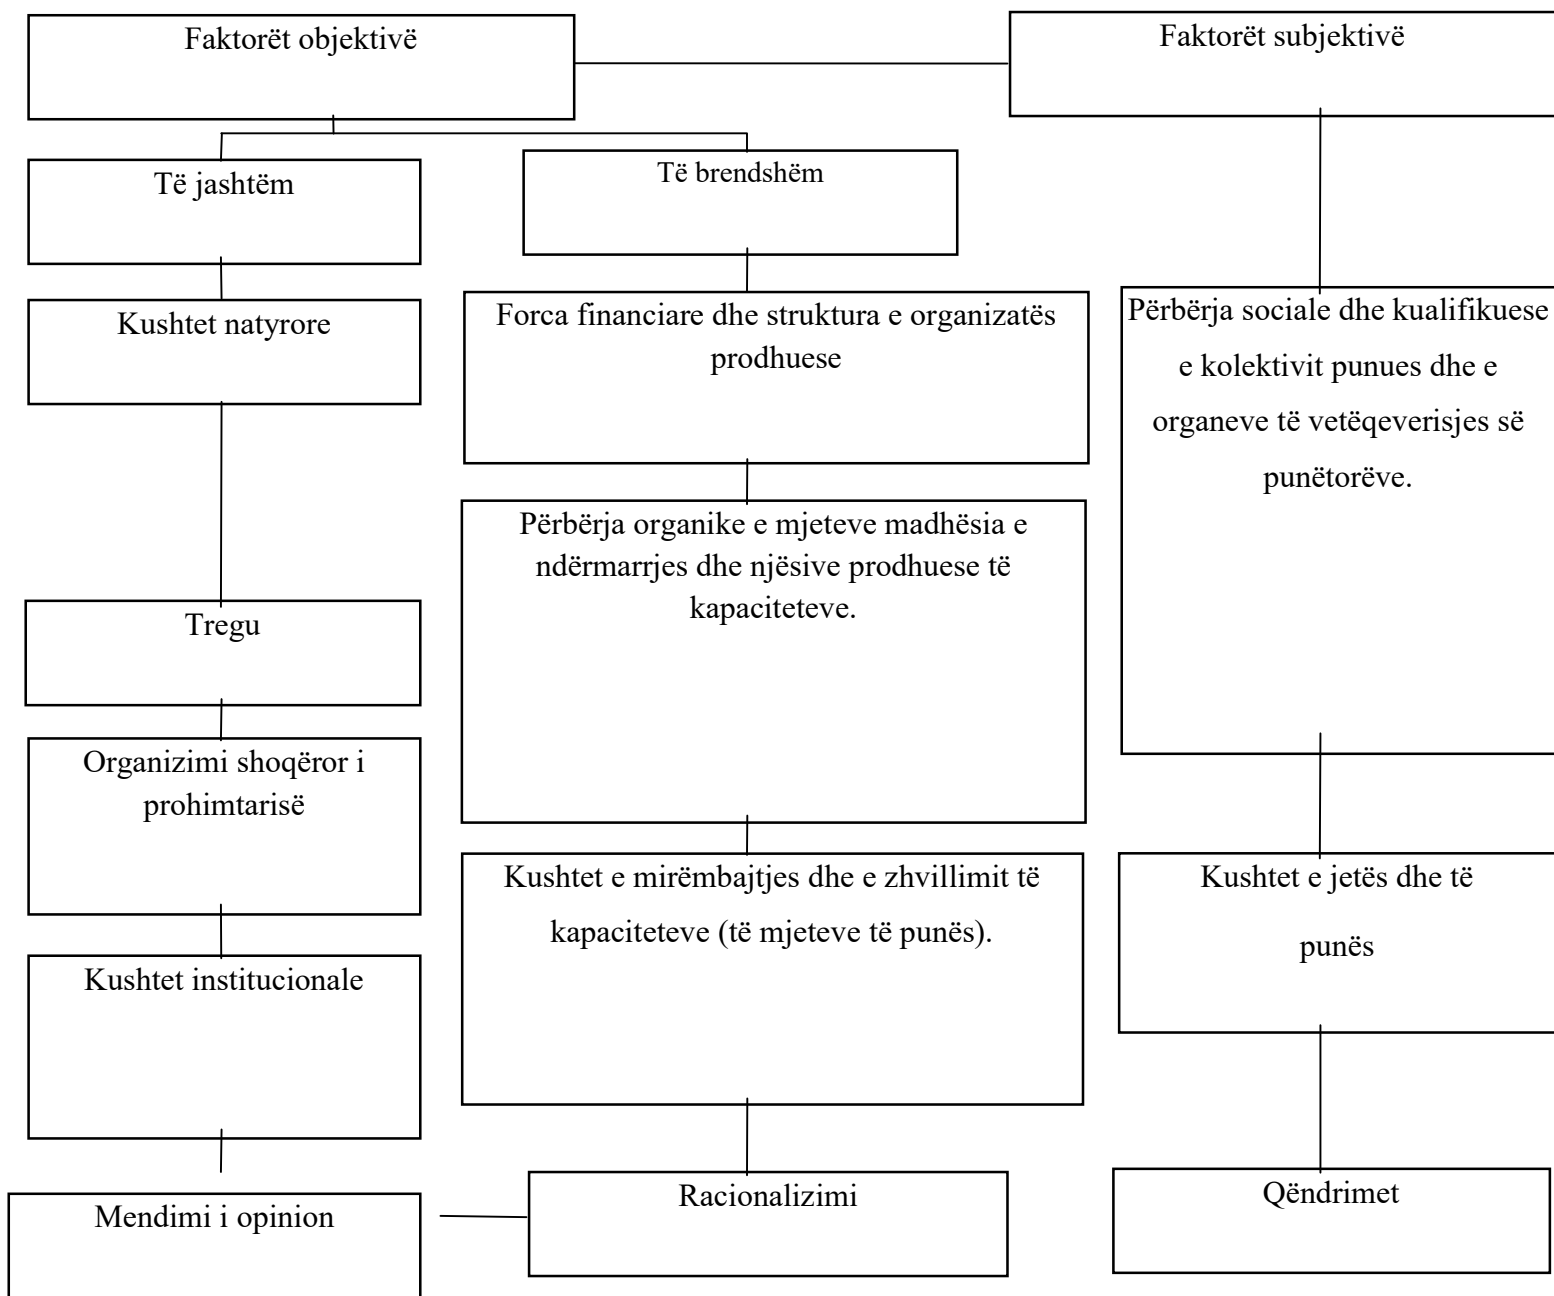 Faktorët objektivë
Faktorët subjektivë
Të jashtëm
Të brendshëm
Kushtet natyrore
Forca financiare dhe struktura e organizatës
prodhuese
Përbërja sociale dhe kualifikuese
e kolektivit punues dhe e
organeve të vetëqeverisjes së
punëtorëve.
Përbërja organike e mjeteve madhësia e
ndërmarrjes dhe njësive prodhuese të
kapaciteteve.
Tregu
Organizimi shoqëror i
prohimtarisë
Kushtet e mirëmbajtjes dhe e zhvillimit të
kapaciteteve (të mjeteve të punës).
Kushtet e jetës dhe të
punës
Kushtet institucionale
Mendimi i opinion
Racionalizimi
Qëndrimet